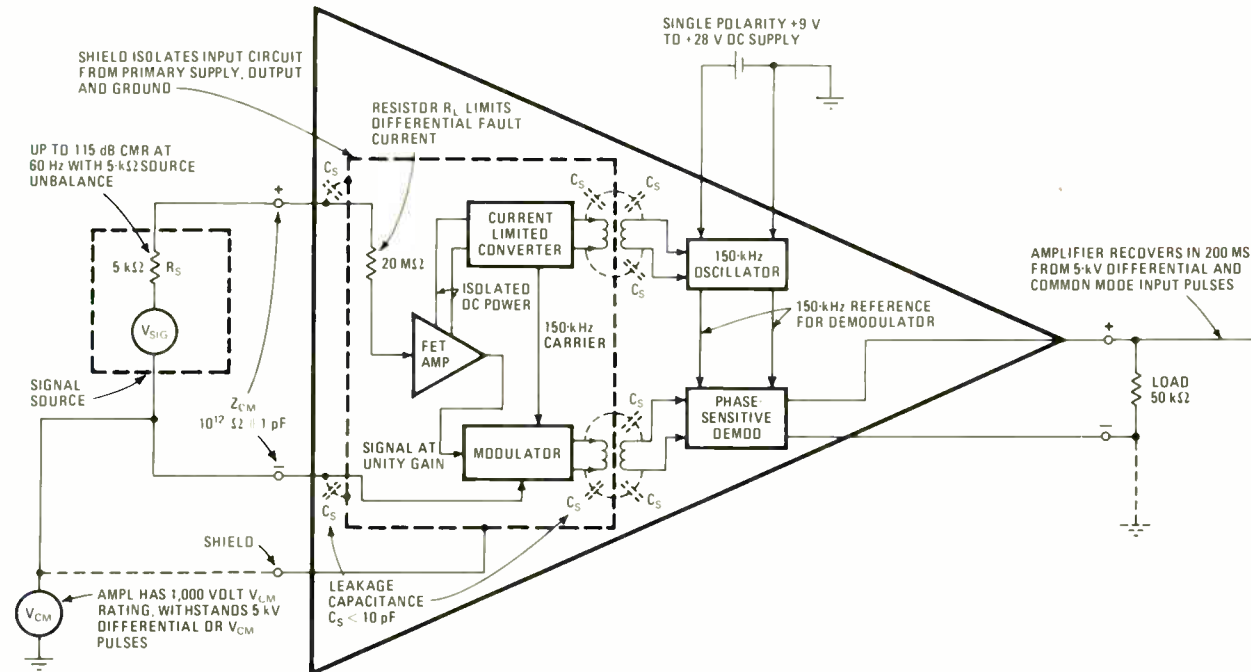 SINGLE POLARITY +9 V
TO +28 V DC SUPPLY
SHIELD ISOLATES INPUT CIRCUIT
FROM PRIMARY SUPPLY, OUTPUT
AND GROUND
RESISTOR R_L LIMITS
DIFFERENTIAL FAULT
CURRENT
UP TO 115 dB CMR AT
60 Hz WITH 5-kΩ SOURCE
UNBALANCE
C_S
C_S
C_S
+
CURRENT
LIMITED
CONVERTER
5 kΩ
R_S
20 MΩ
C_S
150-kHz
OSCILLATOR
AMPLIFIER RECOVERS IN 200 MS
FROM 5-kV DIFFERENTIAL AND
COMMON MODE INPUT PULSES
ISOLATED
DC POWER
V_SIG
150-kHz
CARRIER
150-kHz REFERENCE
FOR DEMODULATOR
FET
AMP
+
SIGNAL
SOURCE
C_S
LOAD
50 kΩ
Z_CM
10¹² Ω 1 pF
PHASE-
SENSITIVE
DEMOD
SIGNAL AT
UNITY GAIN
MODULATOR
–
–
C_S
C_S
C_S
SHIELD
LEAKAGE
CAPACITANCE
C_S < 10 pF
V_CM
AMPL HAS 1,000 VOLT V_CM
RATING, WITHSTANDS 5 kV
DIFFERENTIAL OR V_CM
PULSES